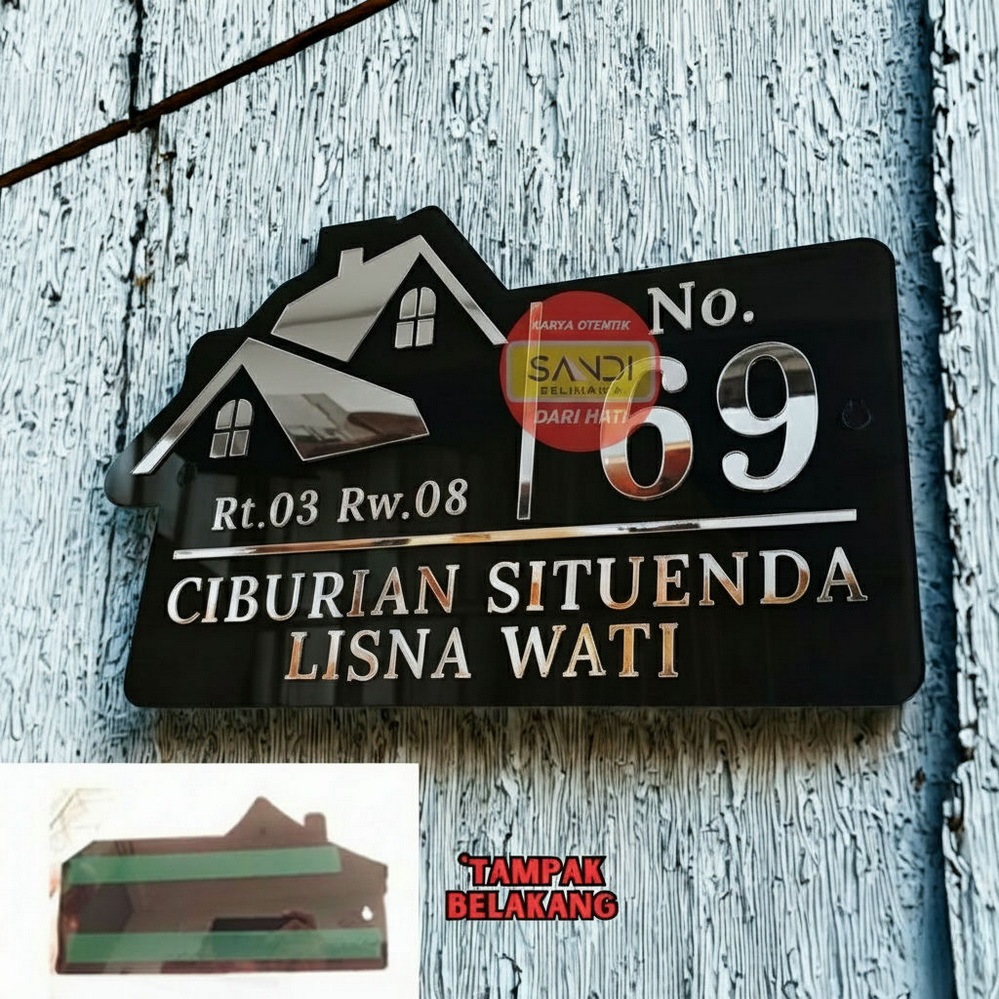 No.
69
KARYA OTENTIK
SANDI
DARI HATI
Rt.03 Rw.08
CIBURIAN SITUENDA
LISNA WATI
'TAMPAK
BELAKANG